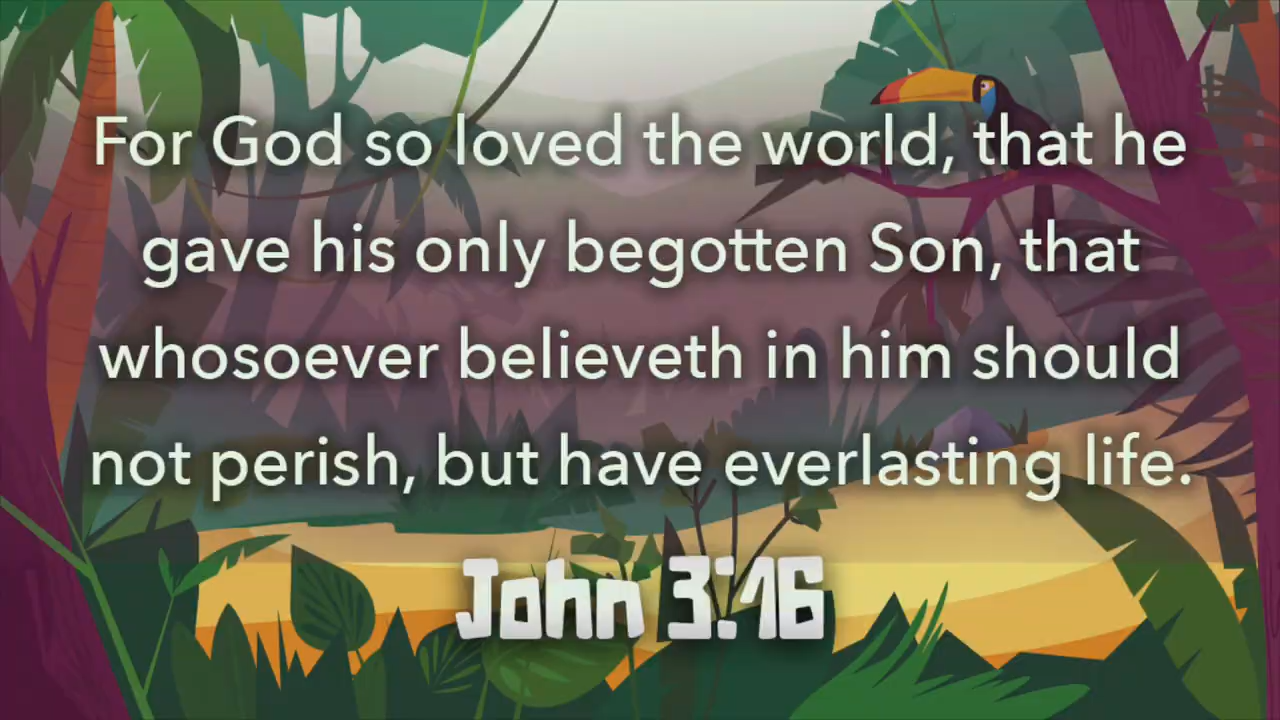 For God so loved the world, that he
gave his only begotten Son, that
whosoever believeth in him should
not perish, but have everlasting life.
John 3:16